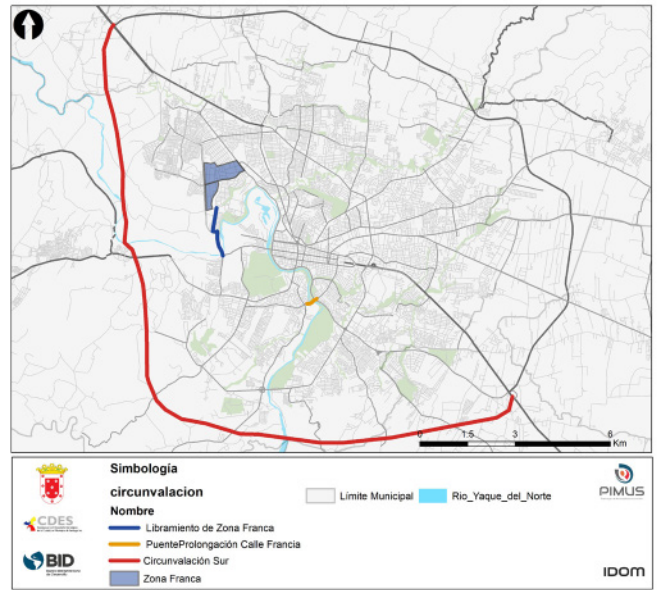 0 1.5 3 6
Km
Simbología
circunvalacion
Nombre
Libramiento de Zona Franca
PuenteProlongación Calle Francia
Circunvalación Sur
Zona Franca
Límite Municipal
Rio_Yaque_del_Norte
CDES
BID
PIMUS
IDOM